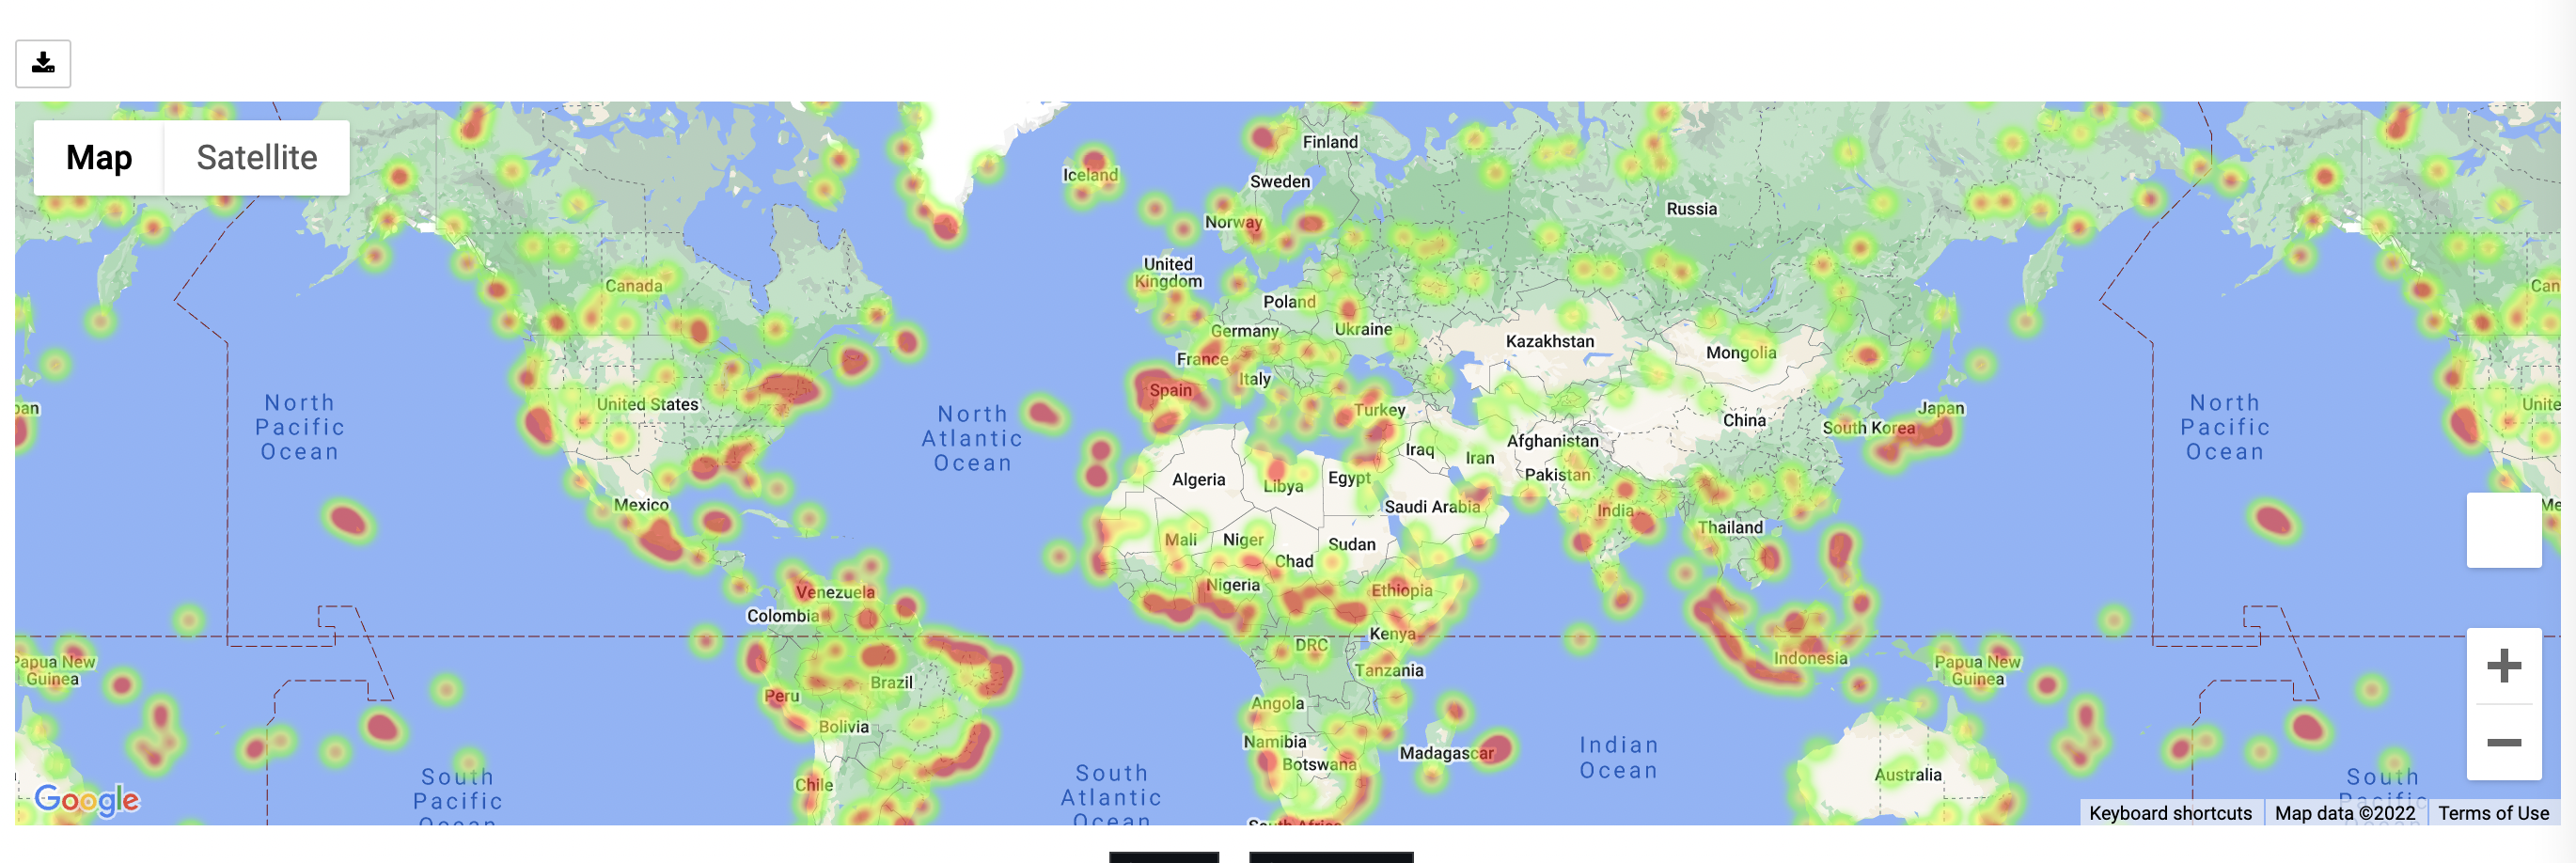 Map
Satellite
Finland
Iceland
Sweden
Russia
Norway
United
Kingdom
Canada
Can
Poland
Germany
Ukraine
Kazakhstan
France
Mongolia
Italy
Spain
United States
Unite
North
Pacific
Ocean
North
Atlantic
Ocean
Turkey
China
Japan
South Korea
North
Pacific
Ocean
pan
Iraq
Iran
Afghanistan
Pakistan
Algeria
Libya
Egypt
Saudi Arabia
India
Mexico
Me
Mali
Niger
Chad
Sudan
Thailand
Nigeria
Ethiopia
Venezuela
Colombia
DRC
Kenya
Tanzania
Indonesia
Papua New
Guinea
Papua New
Guinea
Peru
Brazil
Bolivia
Angola
Namibia
Botswana
Madagascar
Indian
Ocean
Australia
Chile
South
Pacific
Ocean
South
Atlantic
Ocean
South Africa
South
Pacific
Ocean
Google
Keyboard shortcuts
Map data ©2022
Terms of Use